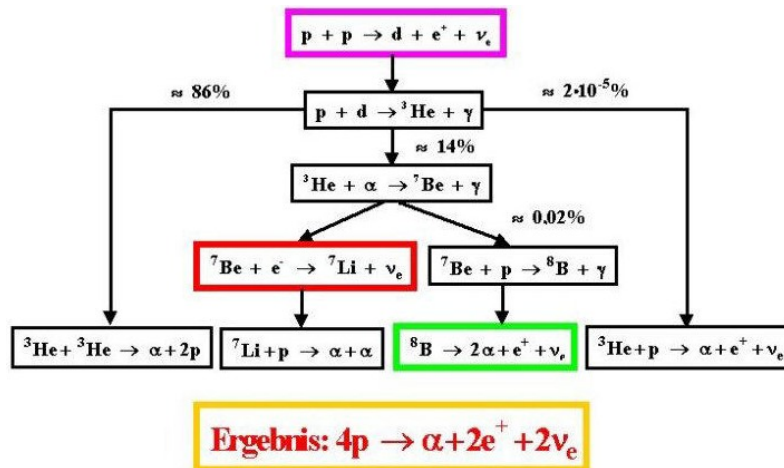 p + p → d + e⁺ + νₑ
≈ 86%
≈ 2·10⁻⁵%
p + d → ³He + γ
≈ 14%
³He + α → ⁷Be + γ
≈ 0,02%
⁷Be + e⁻ → ⁷Li + νₑ
⁷Be + p → ⁸B + γ
³He + ³He → α + 2p
⁷Li + p → α + α
⁸B → 2α + e⁺ + νₑ
³He + p → α + e⁺ + νₑ
Ergebnis: 4p → α + 2e⁺ + 2νₑ